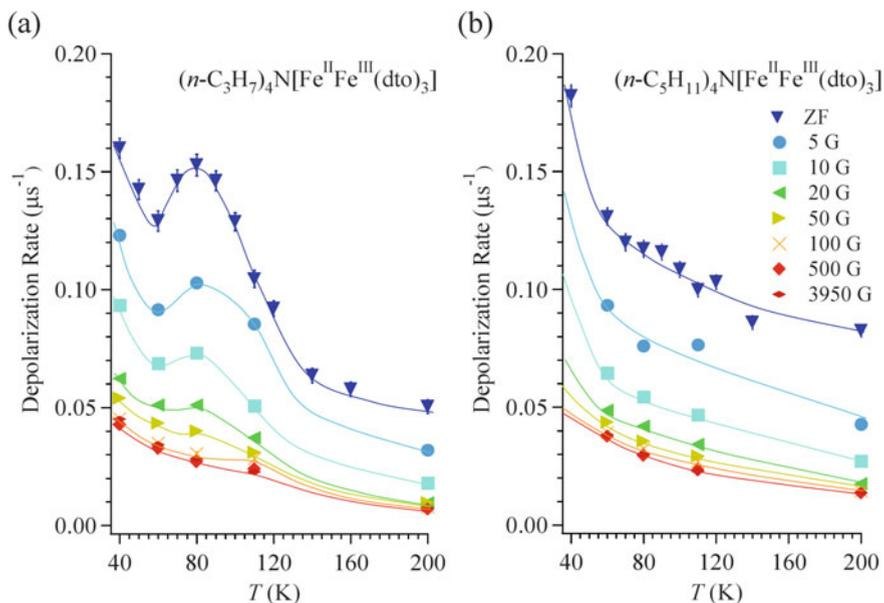 (a)
(n-C3H7)4N[FeIIFeIII(dto)3]
Depolarization Rate (μs-1)
0.20
0.15
0.10
0.05
0.00
40
80
120
160
200
T (K)
(b)
(n-C5H11)4N[FeIIFeIII(dto)3]
ZF
5 G
10 G
20 G
50 G
100 G
500 G
3950 G
Depolarization Rate (μs-1)
0.20
0.15
0.10
0.05
0.00
40
80
120
160
200
T (K)